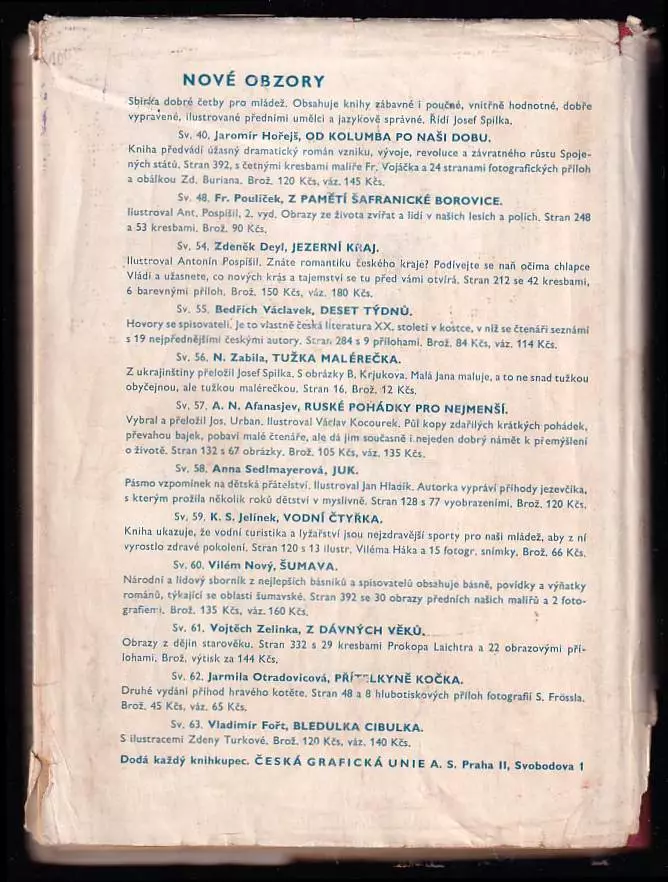 NOVÉ OBZORY
Sbírka dobré četby pro mládež. Obsahuje knihy zábavné i poučné, vnitřně hodnotné, dobře
vypravené, ilustrované předními umělci a jazykově správné. Řídí Josef Spilka.
Sv. 40. Jaromír Hořejš, OD KOLUMBA PO NAŠI DOBU.
Kniha předvádí úžasný dramatický román vzniku, vývoje, revoluce a závratného růstu Spoje-
ných států. Stran 392, s četnými kresbami malíře Fr. Vojáčka a 24 stranami fotografických příloh
a obálkou Zd. Buriana. Brož. 120 Kčs, váz. 145 Kčs.
Sv. 48. Fr. Poulíček, Z PAMĚTÍ ŠAFRANICKÉ BOROVICE.
Ilustroval Ant. Pospíšil, 2. vyd. Obrazy ze života zvířat a lidí v našich lesích a polích. Stran 248
a 53 kresbami. Brož. 90 Kčs.
Sv. 54. Zdeněk Deyl, JEZERNÍ KRAJ.
Ilustroval Antonín Pospíšil. Znáte romantiku českého kraje? Podívejte se naň očima chlapce
Vládi a užasnete, co nových krás a tajemství se tu před vámi otvírá. Stran 212 se 42 kresbami,
6 barevnými příloh. Brož. 150 Kčs, váz. 180 Kčs.
Sv. 55. Bedřich Václavek, DESET TÝDNŮ.
Hovory se spisovateli. Je to vlastně česká literatura XX. století v kostce, v níž se čtenáři seznámí
s 19 nejpřednějšími českými autory. Stran 284 s 9 přílohami. Brož. 84 Kčs, váz. 114 Kčs.
Sv. 56. N. Zabila, TUŽKA MALÉREČKA.
Z ukrajinštiny přeložil Josef Spilka. S obrázky B. Krjukova. Malá Jana maluje, a to ne snad tužkou
obyčejnou, ale tužkou malérečkou. Stran 16. Brož. 12 Kčs.
Sv. 57. A. N. Afanasjev, RUSKÉ POHÁDKY PRO NEJMENŠÍ.
Vybral a přeložil Jos. Urban. Ilustroval Václav Kocourek. Půl kopy zdařilých krátkých pohádek,
převahou bajek, pobaví malé čtenáře, ale dá jim současně i nejeden dobrý námět k přemýšlení
o životě. Stran 132 s 67 obrázky. Brož. 105 Kčs, váz. 135 Kčs.
Sv. 58. Anna Sedlmayerová, JUK.
Pásmo vzpomínek na dětská přátelství. Ilustroval Jan Hladík. Autorka vypráví příhody jezevčíka,
s kterým prožila několik roků dětství v myslivně. Stran 128 s 77 vyobrazeními. Brož. 120 Kčs.
Sv. 59. K. S. Jelínek, VODNÍ ČTYŘKA.
Kniha ukazuje, že vodní turistika a lyžařství jsou nejzdravější sporty pro naši mládež, aby z ní
vyrostlo zdravé pokolení. Stran 120 s 13 ilustr. Viléma Háka a 15 fotogr. snímky. Brož. 66 Kčs.
Sv. 60. Vilém Nový, ŠUMAVA.
Národní a lidový sborník z nejlepších básníků a spisovatelů obsahuje básně, povídky a výňatky
románů, týkající se oblasti šumavské. Stran 392 se 30 obrazy předních našich malířů a 2 foto-
grafiemi. Brož. 135 Kčs, váz. 160 Kčs.
Sv. 61. Vojtěch Zelinka, Z DÁVNÝCH VĚKŮ.
Obrazy z dějin starověku. Stran 332 s 29 kresbami Prokopa Laichtra a 22 obrazovými pří-
lohami. Brož. výtisk za 144 Kčs.
Sv. 62. Jarmila Otradovicová, PŘÍTELKYNĚ KOČKA.
Druhé vydání příhod hravého kotěte. Stran 48 a 8 hlubotiskových příloh fotografií S. Frössla.
Brož. 45 Kčs, váz. 65 Kčs.
Sv. 63. Vladimír Fořt, BLEDULKA CIBULKA.
S ilustracemi Zdeny Turkové. Brož. 120 Kčs, váz. 140 Kčs.
Dodá každý knihkupec. ČESKÁ GRAFICKÁ UNIE A. S. Praha II, Svobodova 1